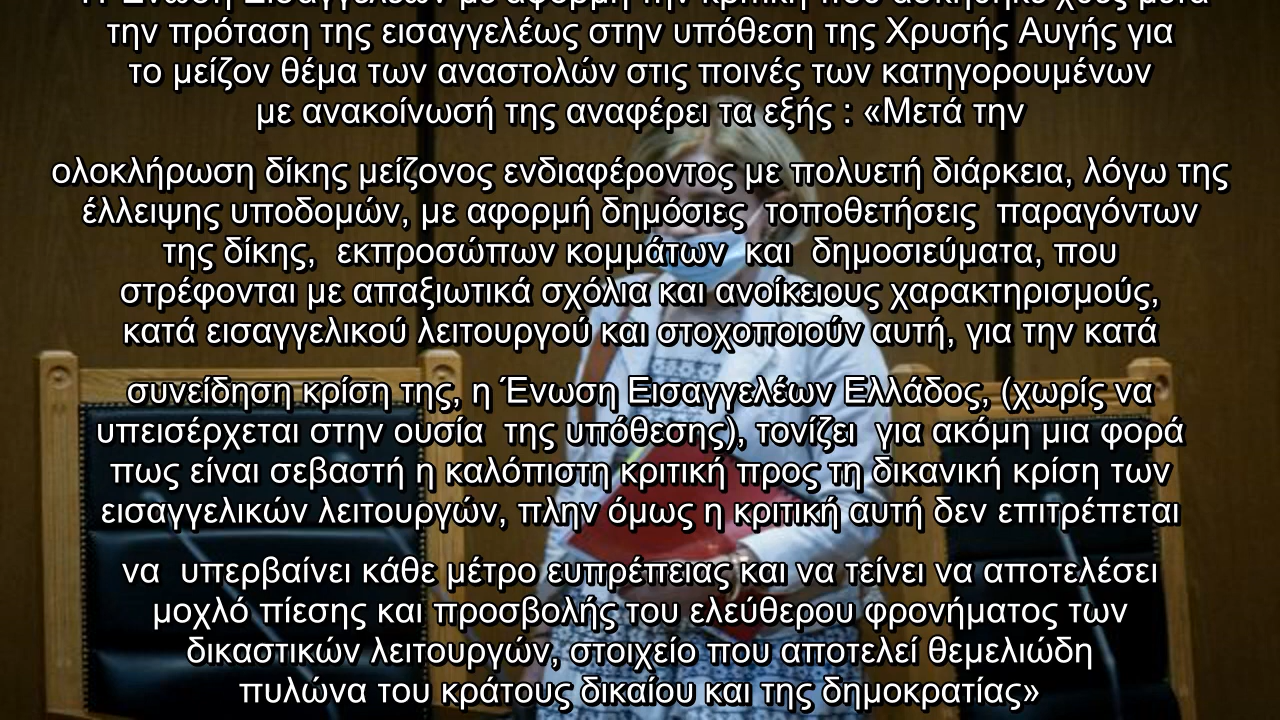 την πρόταση της εισαγγελέως στην υπόθεση της Χρυσής Αυγής για
το μείζον θέμα των αναστολών στις ποινές των κατηγορουμένων
με ανακοίνωσή της αναφέρει τα εξής : «Μετά την
ολοκλήρωση δίκης μείζονος ενδιαφέροντος με πολυετή διάρκεια, λόγω της
έλλειψης υποδομών, με αφορμή δημόσιες τοποθετήσεις παραγόντων
της δίκης, εκπροσώπων κομμάτων και δημοσιεύματα, που
στρέφονται με απαξιωτικά σχόλια και ανοίκειους χαρακτηρισμούς,
κατά εισαγγελικού λειτουργού και στοχοποιούν αυτή, για την κατά
συνείδηση κρίση της, η Ένωση Εισαγγελέων Ελλάδος, (χωρίς να
υπεισέρχεται στην ουσία της υπόθεσης), τονίζει για ακόμη μια φορά
πως είναι σεβαστή η καλόπιστη κριτική προς τη δικανική κρίση των
εισαγγελικών λειτουργών, πλην όμως η κριτική αυτή δεν επιτρέπεται
να υπερβαίνει κάθε μέτρο ευπρέπειας και να τείνει να αποτελέσει
μοχλό πίεσης και προσβολής του ελεύθερου φρονήματος των
δικαστικών λειτουργών, στοιχείο που αποτελεί θεμελιώδη
πυλώνα του κράτους δικαίου και της δημοκρατίας»